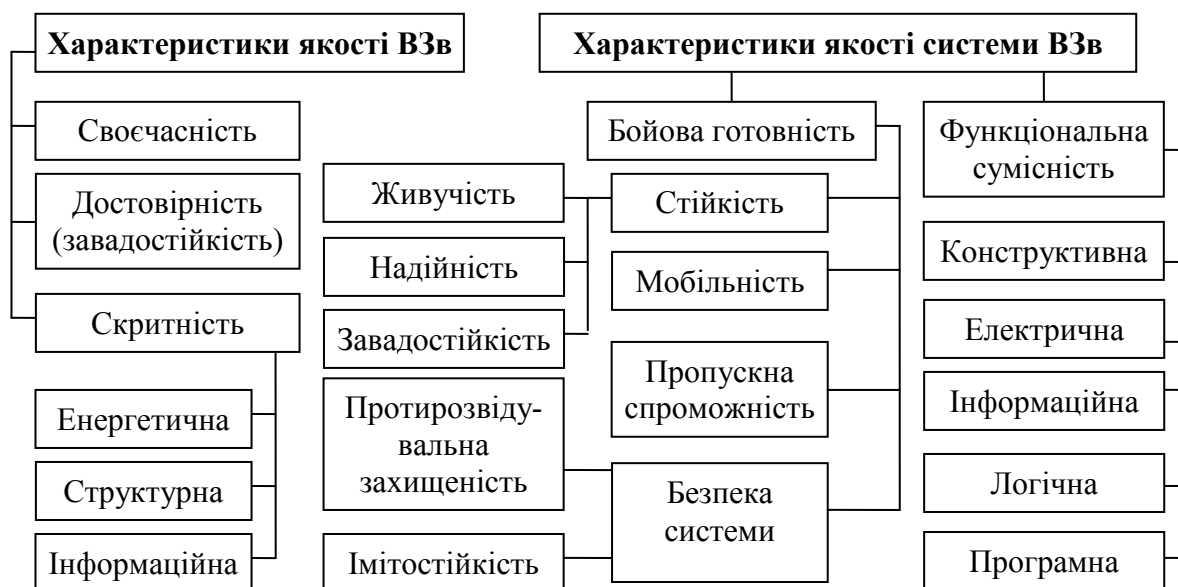 Характеристики якості ВЗв
Своєчасність
Достовірність
(завадостійкість)
Скритність
Енергетична
Структурна
Інформаційна
Характеристики якості системи ВЗв
Бойова готовність
Живучість
Надійність
Завадостійкість
Стійкість
Мобільність
Пропускна
спроможність
Протирозвіду-
вальна
захищеність
Імітостійкість
Безпека
системи
Функціональна
сумісність
Конструктивна
Електрична
Інформаційна
Логічна
Програмна